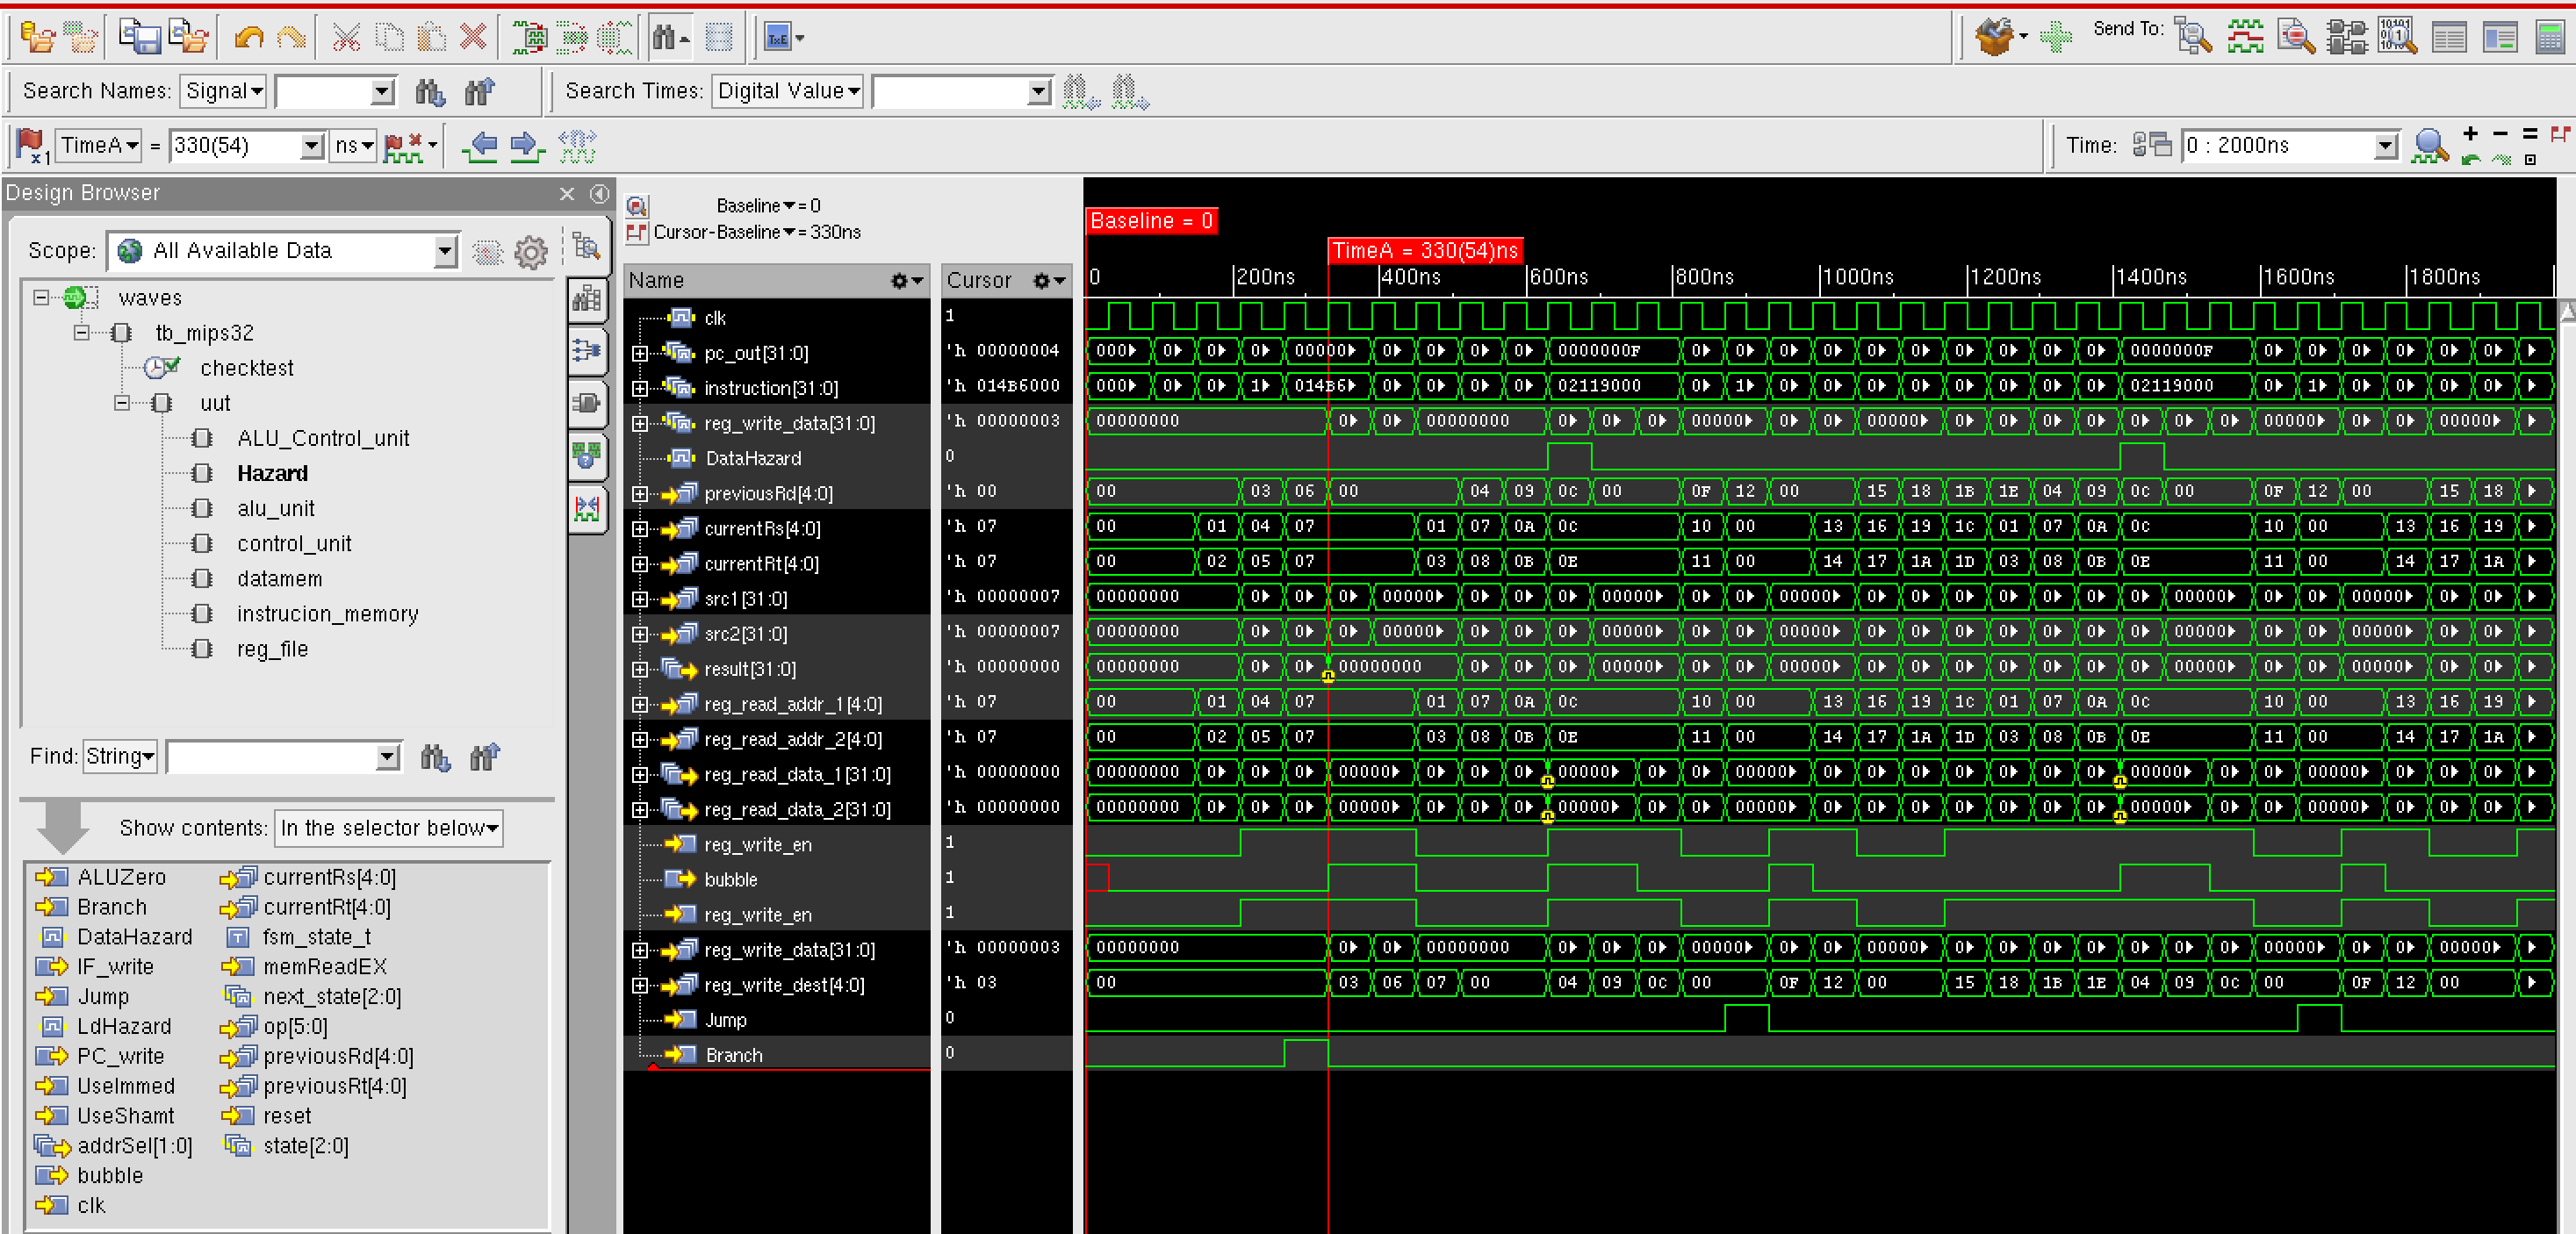 TxE
Send To:
Search Names: Signal
Search Times: Digital Value
x1 TimeA = 330(54) ns
Time: 0 : 2000ns
Design Browser
Scope: All Available Data
waves
tb_mips32
checktest
uut
ALU_Control_unit
Hazard
alu_unit
control_unit
datamem
instrucion_memory
reg_file
Find: String
Show contents: In the selector below
ALUZero currentRs[4:0]
Branch currentRt[4:0]
DataHazard fsm_state_t
IF_write memReadEX
Jump next_state[2:0]
LdHazard op[5:0]
PC_write previousRd[4:0]
UseImmed previousRt[4:0]
UseShamt reset
addrSel[1:0] state[2:0]
bubble
clk
Baseline = 0
Cursor-Baseline = 330ns
Baseline = 0
TimeA = 330(54)ns
Name Cursor 0 200ns 400ns 600ns 800ns 1000ns 1200ns 1400ns 1600ns 1800ns
clk 1
pc_out[31:0] 'h 00000004 000 0 0 0 00000 0 0 0 0 0000000F 0 0 0 0 0 0 0 0 0 0 0000000F 0 0 0 0 0 0
instruction[31:0] 'h 014B6000 000 0 0 1 014B6 0 0 0 0 02119000 0 1 0 0 0 0 0 0 0 0 02119000 0 1 0 0 0 0
reg_write_data[31:0] 'h 00000003 00000000 0 0 00000000 0 0 0 00000 0 0 00000 0 0 0 0 0 0 0 00000 0 0 00000
DataHazard 0
previousRd[4:0] 'h 00 00 03 06 00 04 09 0C 00 0F 12 00 15 18 1B 1E 04 09 0C 00 0F 12 00 15 18
currentRs[4:0] 'h 07 00 01 04 07 01 07 0A 0C 10 00 13 16 19 1C 01 07 0A 0C 10 00 13 16 19
currentRt[4:0] 'h 07 00 02 05 07 03 08 0B 0E 11 00 14 17 1A 1D 03 08 0B 0E 11 00 14 17 1A
src1[31:0] 'h 00000007 00000000 0 0 0 00000 0 0 0 00000 0 0 00000 0 0 0 0 0 0 0 00000 0 0 00000 0 0
src2[31:0] 'h 00000007 00000000 0 0 0 00000 0 0 0 00000 0 0 00000 0 0 0 0 0 0 0 00000 0 0 00000 0 0
result[31:0] 'h 00000000 00000000 0 0 00000000 0 0 0 00000 0 0 00000 0 0 0 0 0 0 0 00000 0 0 00000 0 0
reg_read_addr_1[4:0] 'h 07 00 01 04 07 01 07 0A 0C 10 00 13 16 19 1C 01 07 0A 0C 10 00 13 16 19
reg_read_addr_2[4:0] 'h 07 00 02 05 07 03 08 0B 0E 11 00 14 17 1A 1D 03 08 0B 0E 11 00 14 17 1A
reg_read_data_1[31:0] 'h 00000000 00000000 0 0 0 00000 0 0 0 00000 0 0 0 00000 0 0 0 0 0 0 0 00000 0 0 00000 0 0 0
reg_read_data_2[31:0] 'h 00000000 00000000 0 0 0 00000 0 0 0 00000 0 0 0 00000 0 0 0 0 0 0 0 00000 0 0 00000 0 0 0
reg_write_en 1
bubble 1
reg_write_en 1
reg_write_data[31:0] 'h 00000003 00000000 0 0 00000000 0 0 0 00000 0 0 00000 0 0 0 0 0 0 0 00000 0 0 00000
reg_write_dest[4:0] 'h 03 00 03 06 07 00 04 09 0C 00 0F 12 00 15 18 1B 1E 04 09 0C 00 0F 12 00
Jump 0
Branch 0